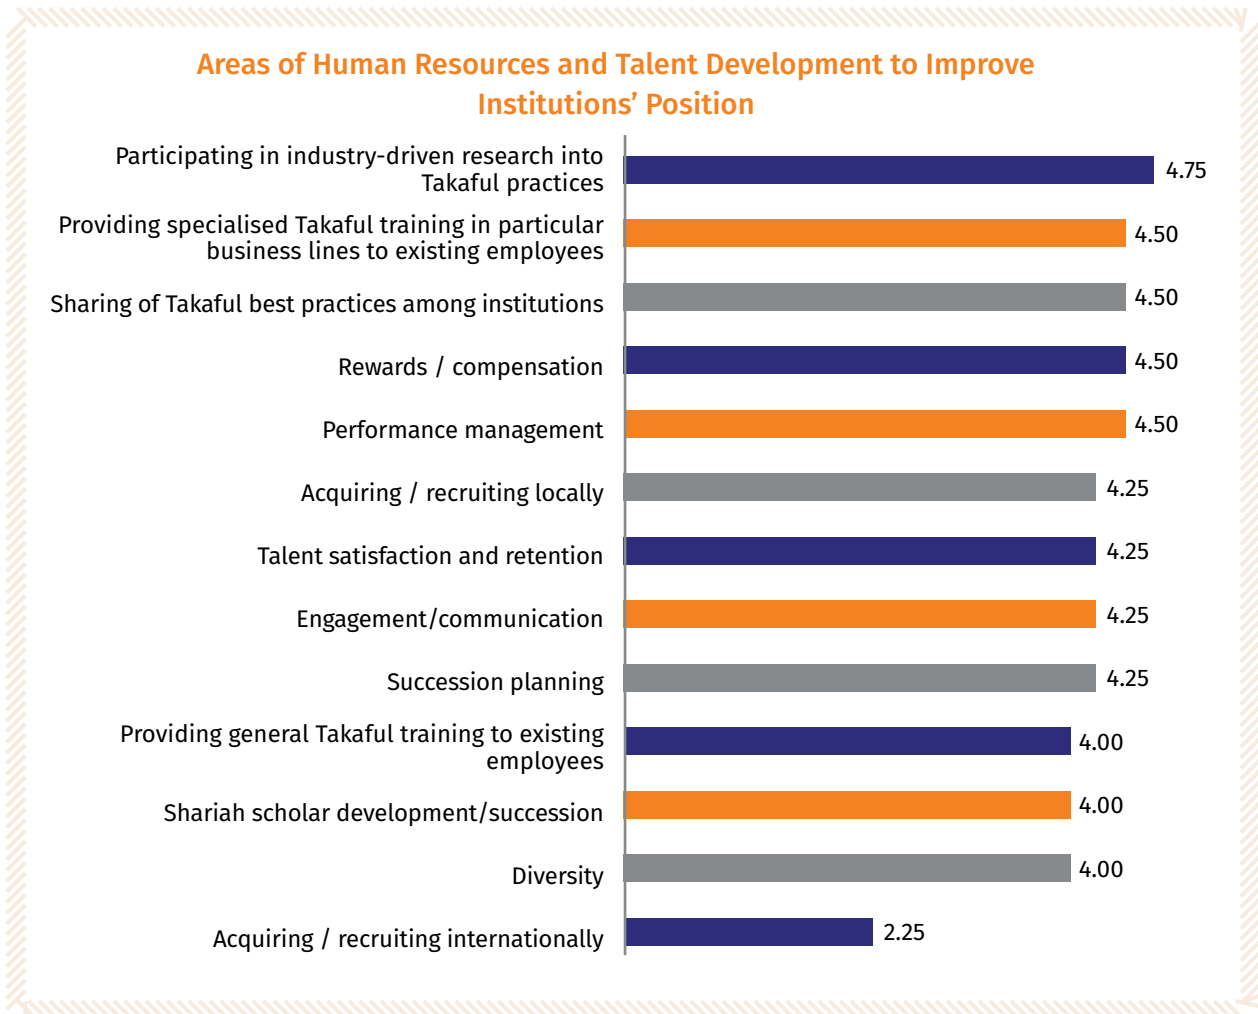 Areas of Human Resources and Talent Development to Improve
Institutions’ Position
Participating in industry-driven research into
Takaful practices
4.75
Providing specialised Takaful training in particular
business lines to existing employees
4.50
Sharing of Takaful best practices among institutions
4.50
Rewards / compensation
4.50
Performance management
4.50
Acquiring / recruiting locally
4.25
Talent satisfaction and retention
4.25
Engagement/communication
4.25
Succession planning
4.25
Providing general Takaful training to existing
employees
4.00
Shariah scholar development/succession
4.00
Diversity
4.00
Acquiring / recruiting internationally
2.25